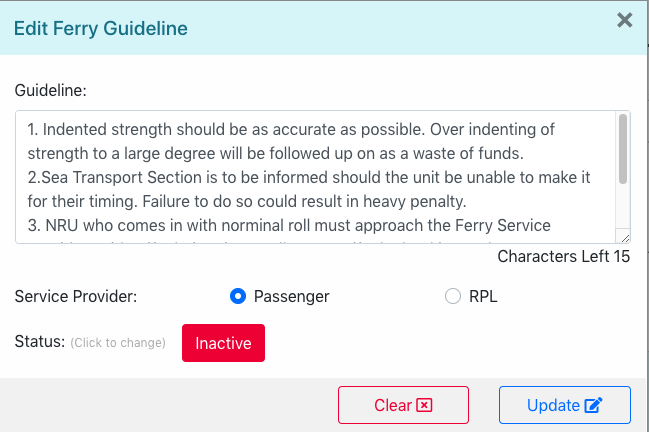 Edit Ferry Guideline
Guideline:
1. Indented strength should be as accurate as possible. Over indenting of
strength to a large degree will be followed up on as a waste of funds.
2.Sea Transport Section is to be informed should the unit be unable to make it
for their timing. Failure to do so could result in heavy penalty.
3. NRU who comes in with norminal roll must approach the Ferry Service
Characters Left 15
Service Provider: Passenger RPL
Status: (Click to change) Inactive
Clear Update